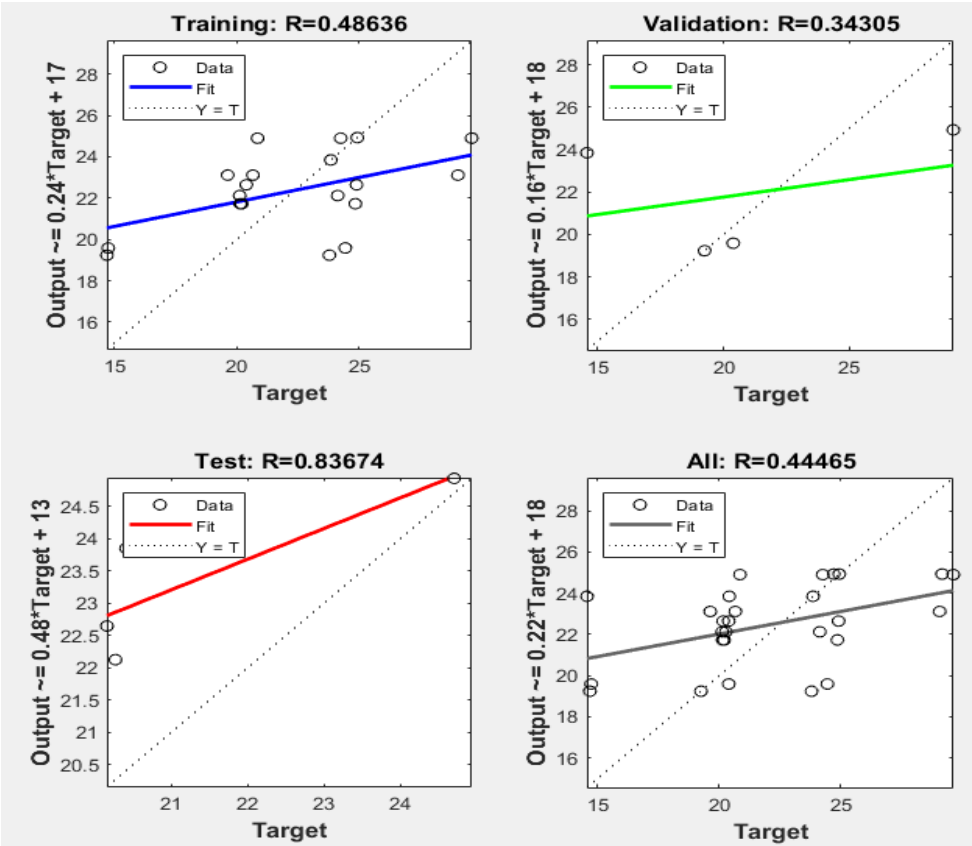 Training: R=0.48636
Output ~= 0.24*Target + 17
28
26
24
22
20
18
16
Data
Fit
Y = T
15
20
25
Target
Validation: R=0.34305
Output ~= 0.16*Target + 18
28
26
24
22
20
18
16
Data
Fit
Y = T
15
20
25
Target
Test: R=0.83674
Output ~= 0.48*Target + 13
24.5
24
23.5
23
22.5
22
21.5
21
20.5
Data
Fit
Y = T
21
22
23
24
Target
All: R=0.44465
Output ~= 0.22*Target + 18
28
26
24
22
20
18
16
Data
Fit
Y = T
15
20
25
Target